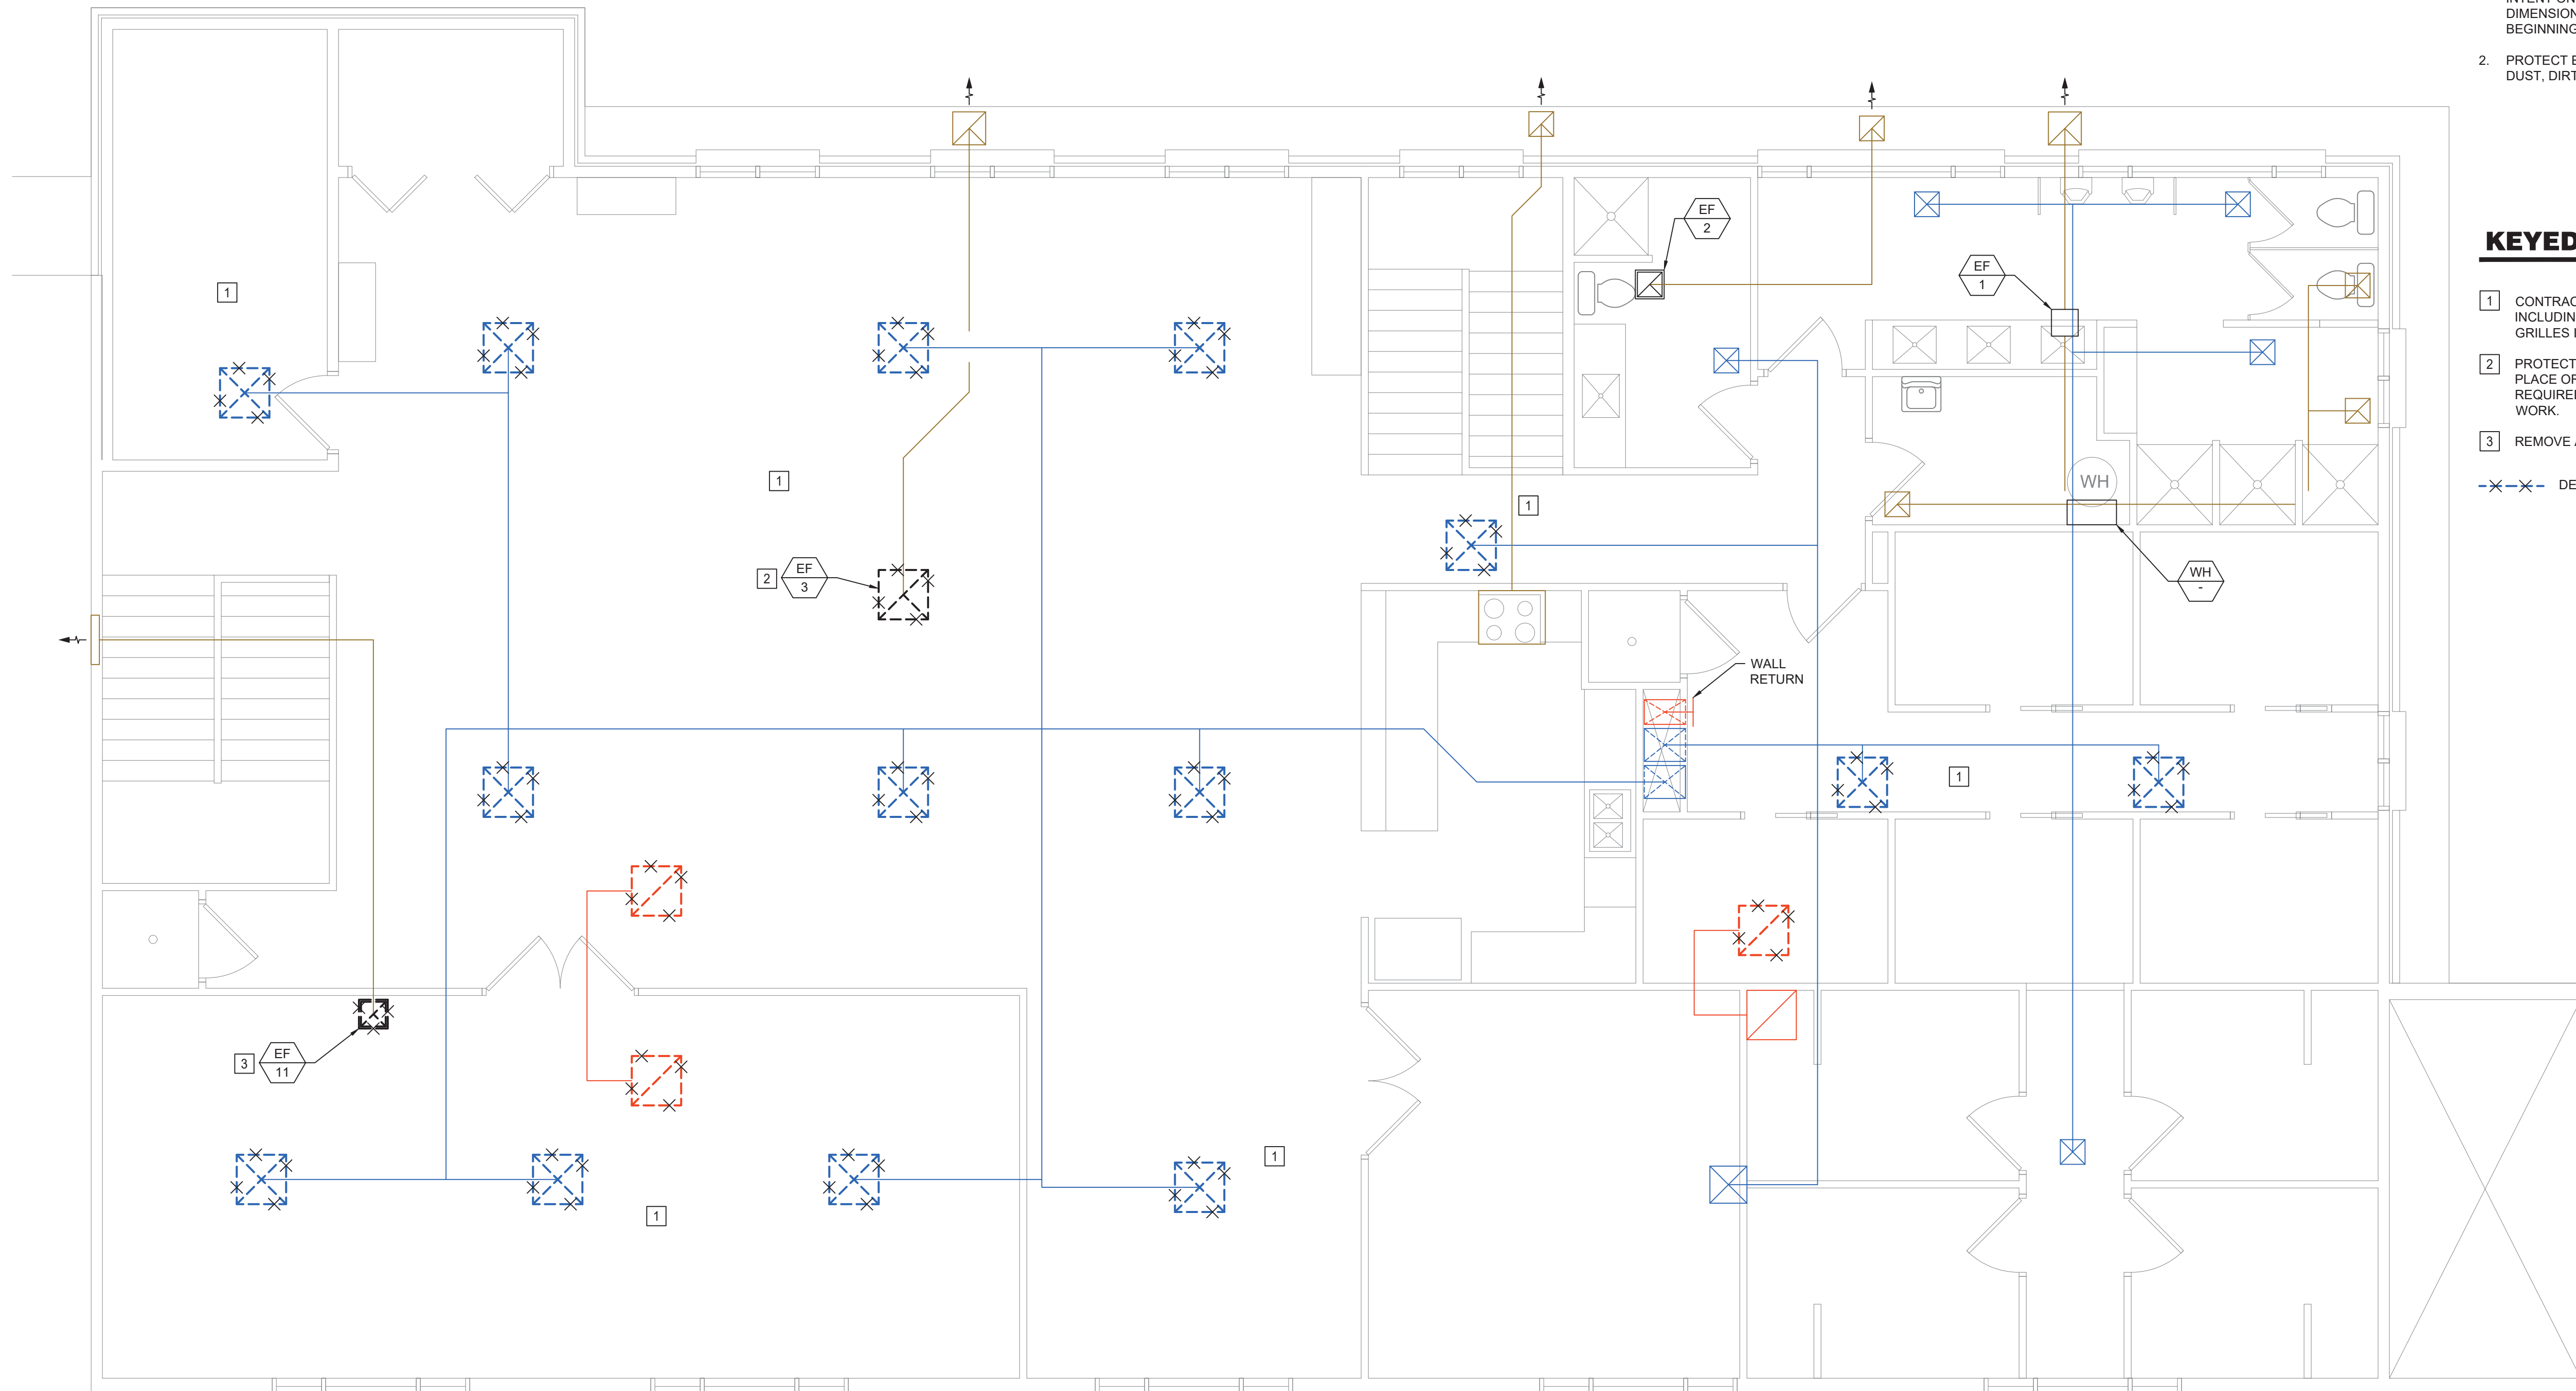 DIMENSION
BEGINNING
2. PROTECT E
DUST, DIRT
EF
2
EF
1
KEYED
1 CONTRAC
INCLUDIN
GRILLES
2 PROTECT
PLACE OF
REQUIRE
WORK.
3 REMOVE
DE
1
1
1
WH
2
EF
3
WH
-
WALL
RETURN
1
3
EF
11
1
1